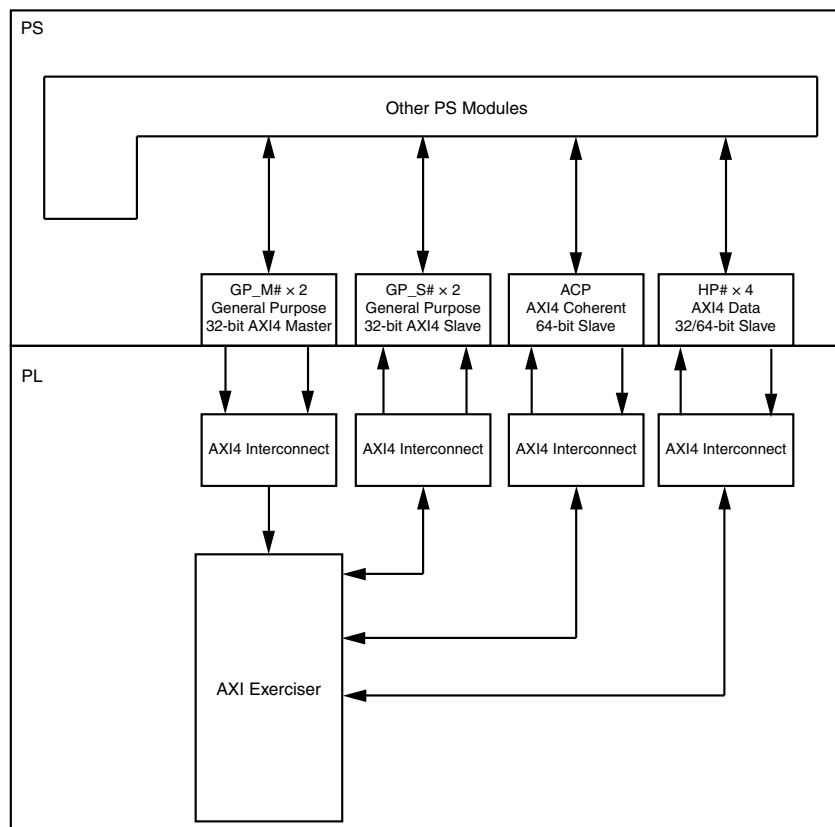 PS
Other PS Modules
GP_M# × 2
General Purpose
32-bit AXI4 Master
GP_S# × 2
General Purpose
32-bit AXI4 Slave
ACP
AXI4 Coherent
64-bit Slave
HP# × 4
AXI4 Data
32/64-bit Slave
PL
AXI4 Interconnect
AXI4 Interconnect
AXI4 Interconnect
AXI4 Interconnect
AXI Exerciser